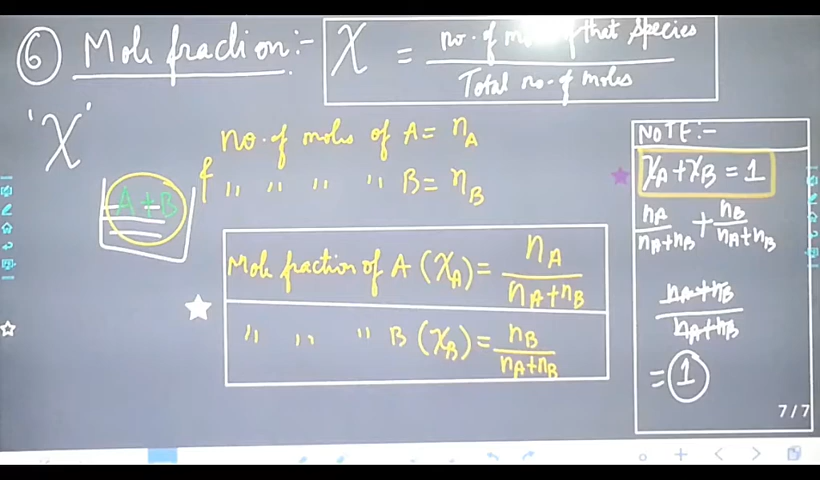 6 Mole fraction:- χ = no. of moles of that species
Total no. of moles
'χ'
no. of moles of A = nA
f " " " " B = nB
A+B
Mole fraction of A (χA) = nA / nA+nB
" " " B (χB) = nB / nA+nB
NOTE:-
χA+χB=1
nA / nA+nB + nB / nA+nB
nA+nB / nA+nB
= 1
7/7